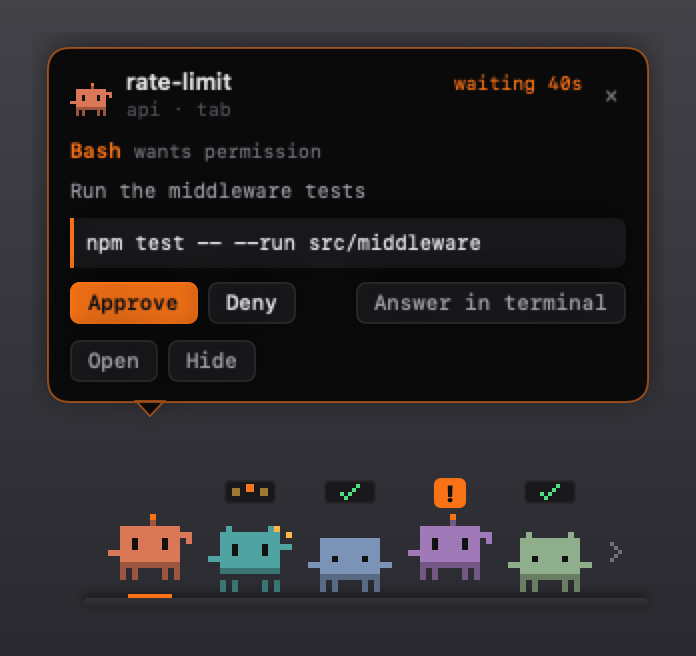 rate-limit
waiting 40s ×
api · tab
Bash wants permission
Run the middleware tests
npm test -- --run src/middleware
Approve Deny Answer in terminal
Open Hide
!